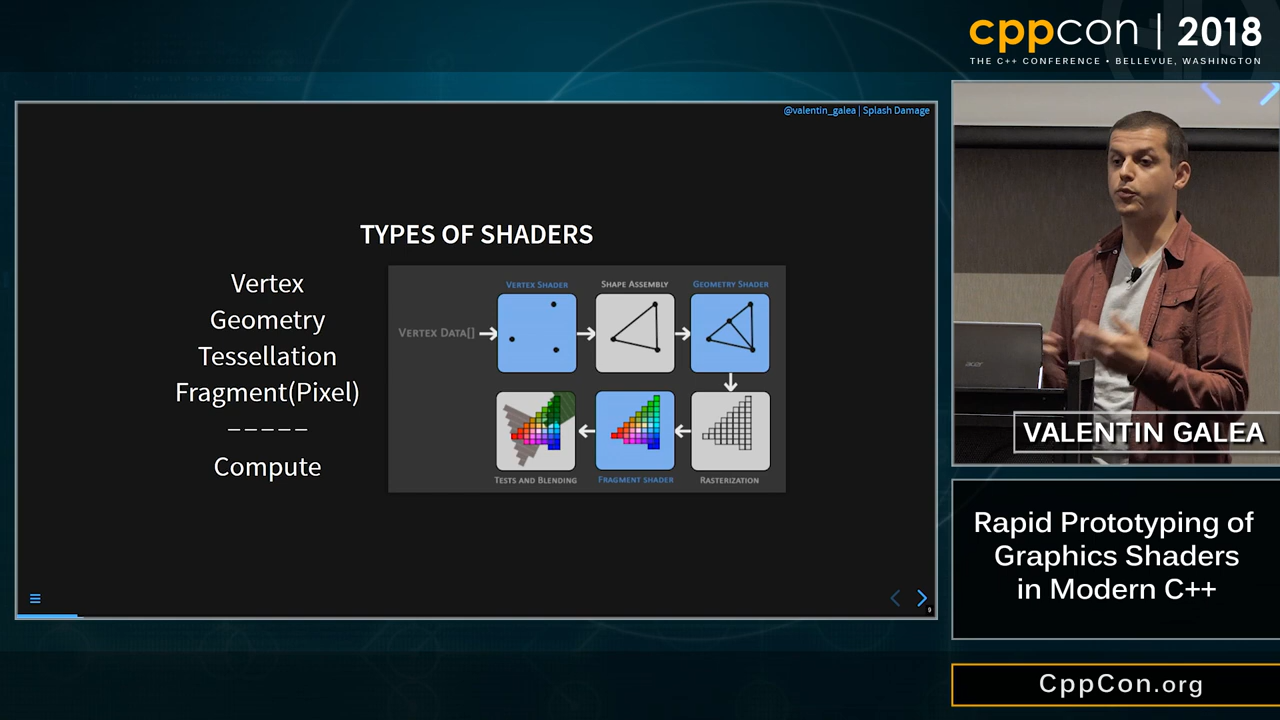 cppcon | 2018
THE C++ CONFERENCE • BELLEVUE, WASHINGTON
@valentin_galea | Splash Damage
TYPES OF SHADERS
Vertex
Geometry
Tessellation
Fragment(Pixel)
–––––
Compute
VERTEX SHADER
SHAPE ASSEMBLY
GEOMETRY SHADER
VERTEX DATA[]
TESTS AND BLENDING
FRAGMENT SHADER
RASTERIZATION
9
acer
VALENTIN GALEA
Rapid Prototyping of
Graphics Shaders
in Modern C++
CppCon.org